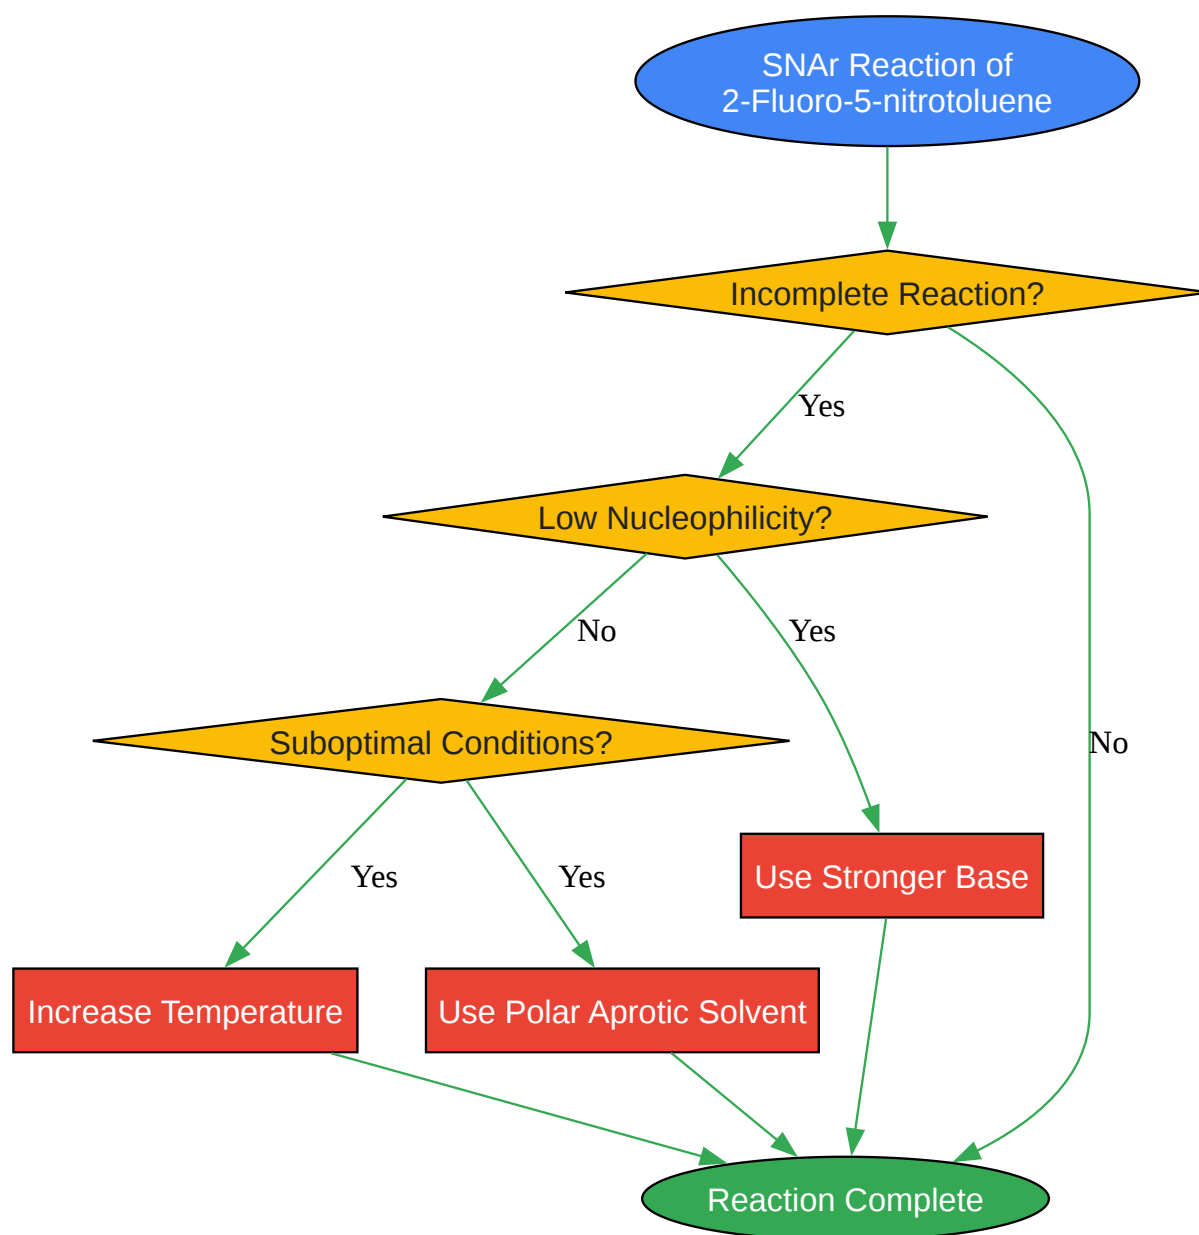 SNAr Reaction of
2-Fluoro-5-nitrotoluene
Incomplete Reaction?
Yes
Low Nucleophilicity?
No
Yes
Suboptimal Conditions?
No
Yes
Yes
Use Stronger Base
Increase Temperature
Use Polar Aprotic Solvent
Reaction Complete